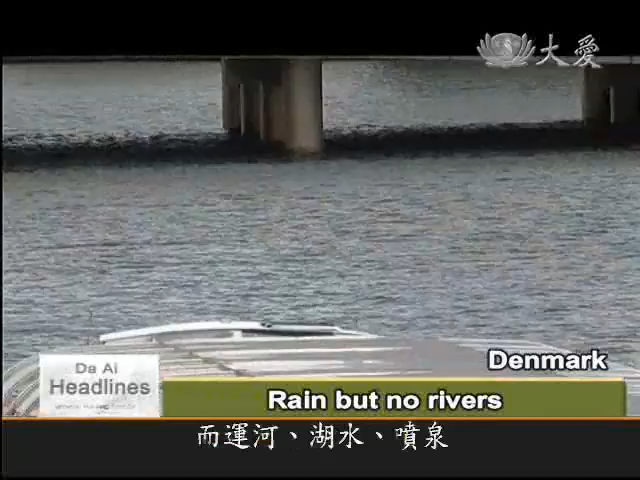 大愛
Denmark
Da Ai
Headlines
Rain but no rivers
而運河、湖水、噴泉